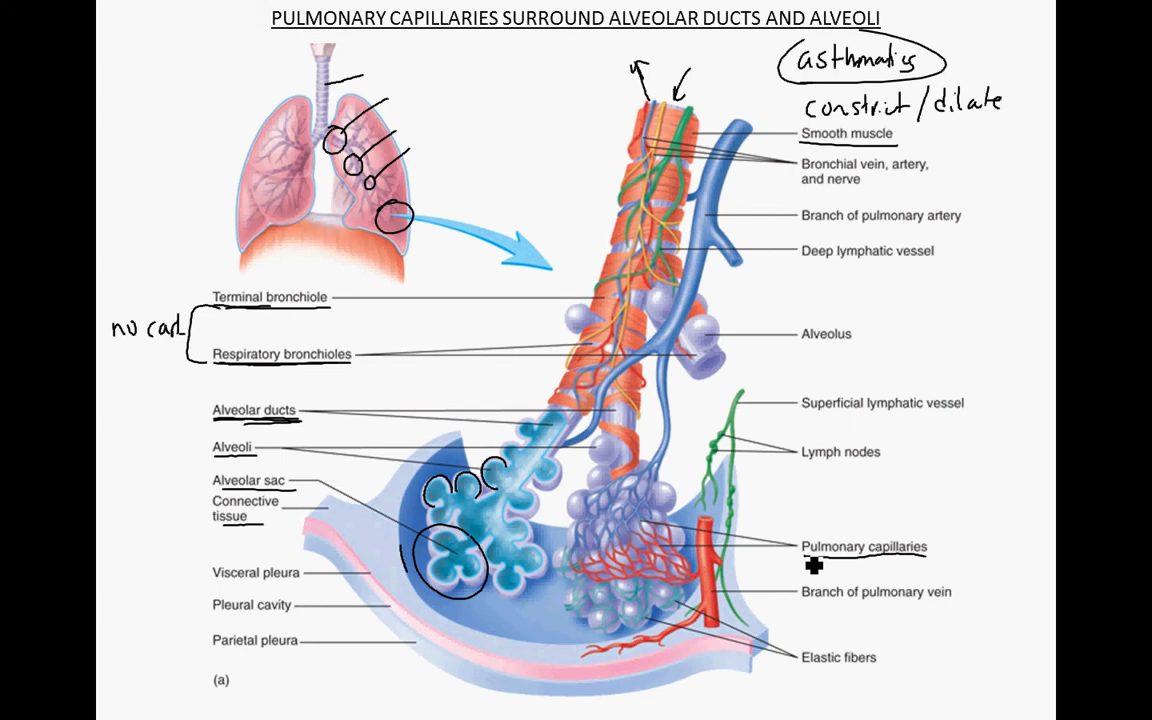 PULMONARY CAPILLARIES SURROUND ALVEOLAR DUCTS AND ALVEOLI
asthmatics
constrict/dilate
Smooth muscle
Bronchial vein, artery,
and nerve
Branch of pulmonary artery
Deep lymphatic vessel
Terminal bronchiole
no cart
Respiratory bronchioles
Alveolus
Alveolar ducts
Superficial lymphatic vessel
Alveoli
Lymph nodes
Alveolar sac
Connective
tissue
Pulmonary capillaries
Visceral pleura
Branch of pulmonary vein
Pleural cavity
Parietal pleura
Elastic fibers
(a)